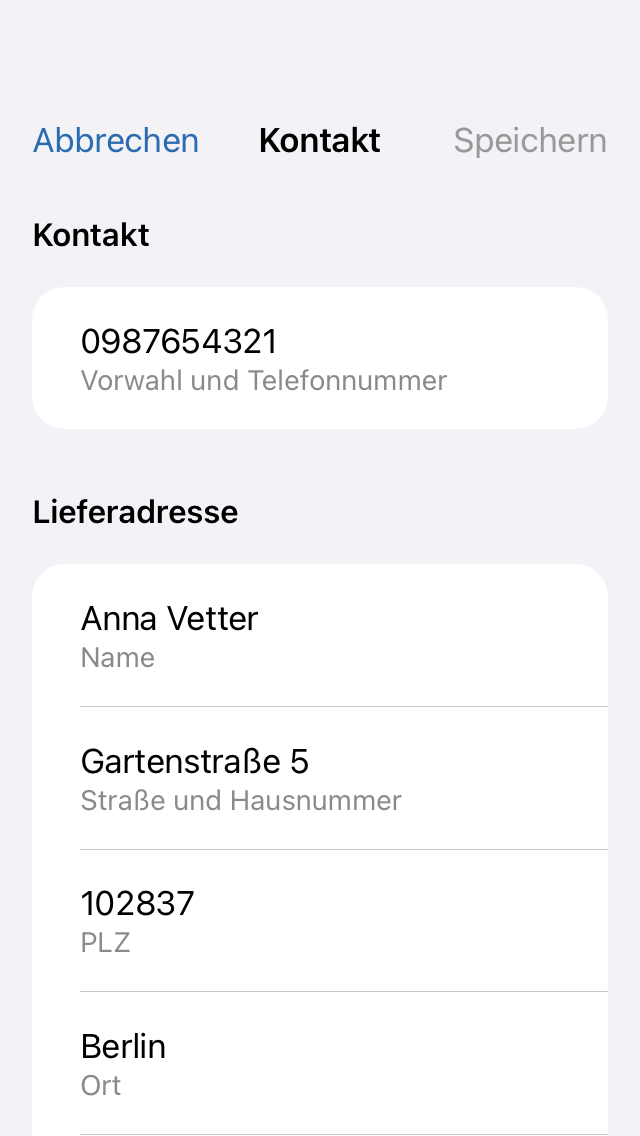 Abbrechen Kontakt Speichern
Kontakt
0987654321
Vorwahl und Telefonnummer
Lieferadresse
Anna Vetter
Name
Gartenstraße 5
Straße und Hausnummer
102837
PLZ
Berlin
Ort